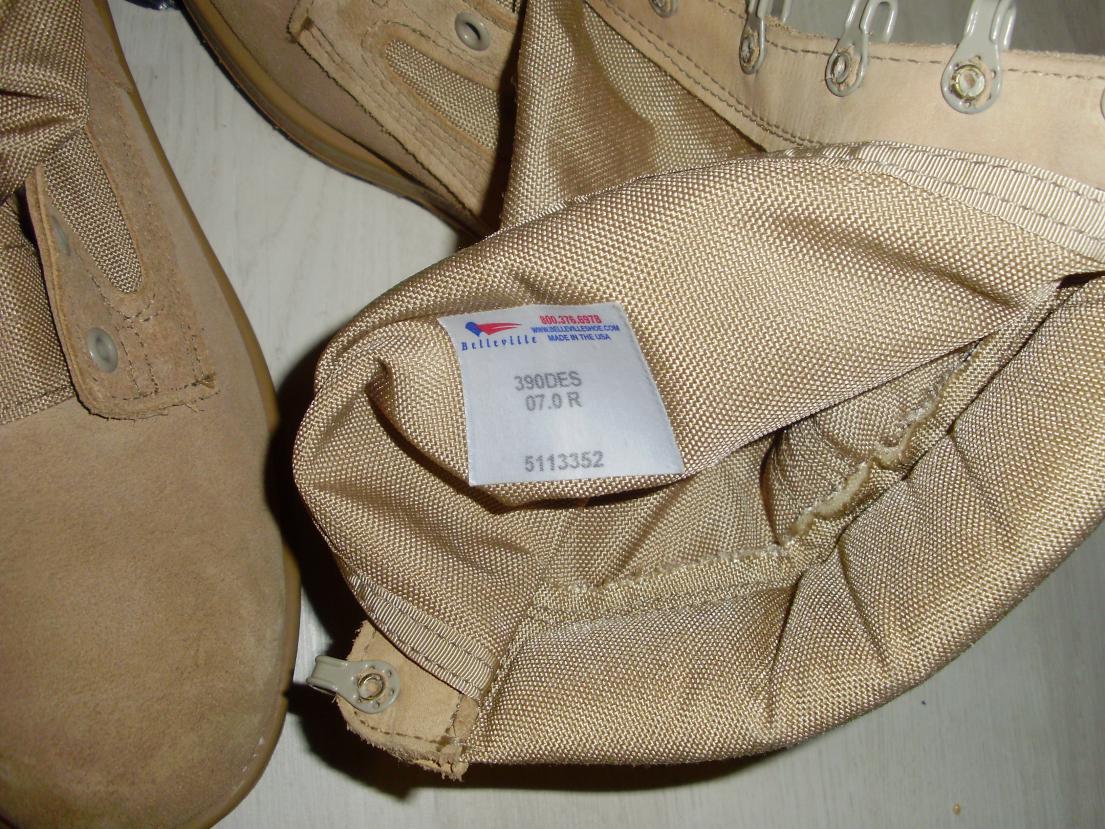 800.376.6978
WWW.BELLEVILLESHOE.COM
Belleville MADE IN THE USA
390DES
07.0 R
5113352